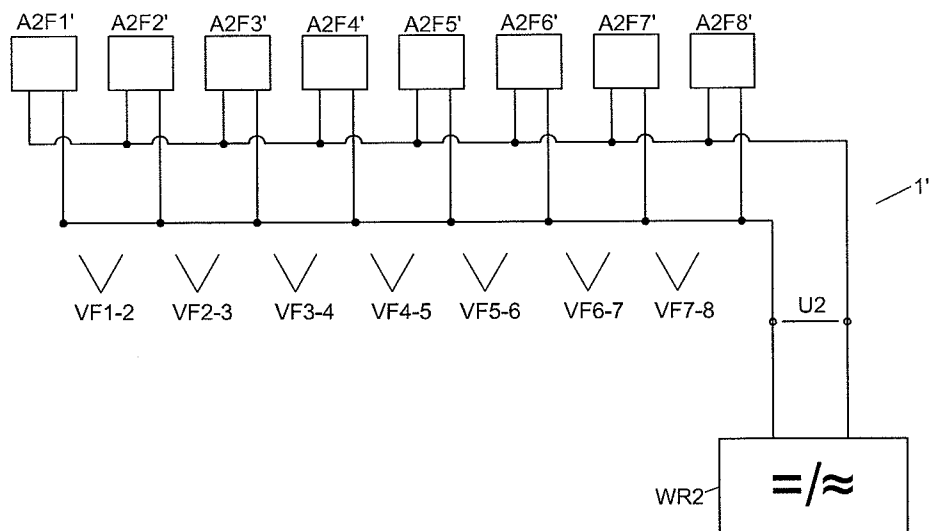 A2F1' A2F2' A2F3' A2F4' A2F5' A2F6' A2F7' A2F8'
1'
VF1-2 VF2-3 VF3-4 VF4-5 VF5-6 VF6-7 VF7-8
U2
WR2
=/≈